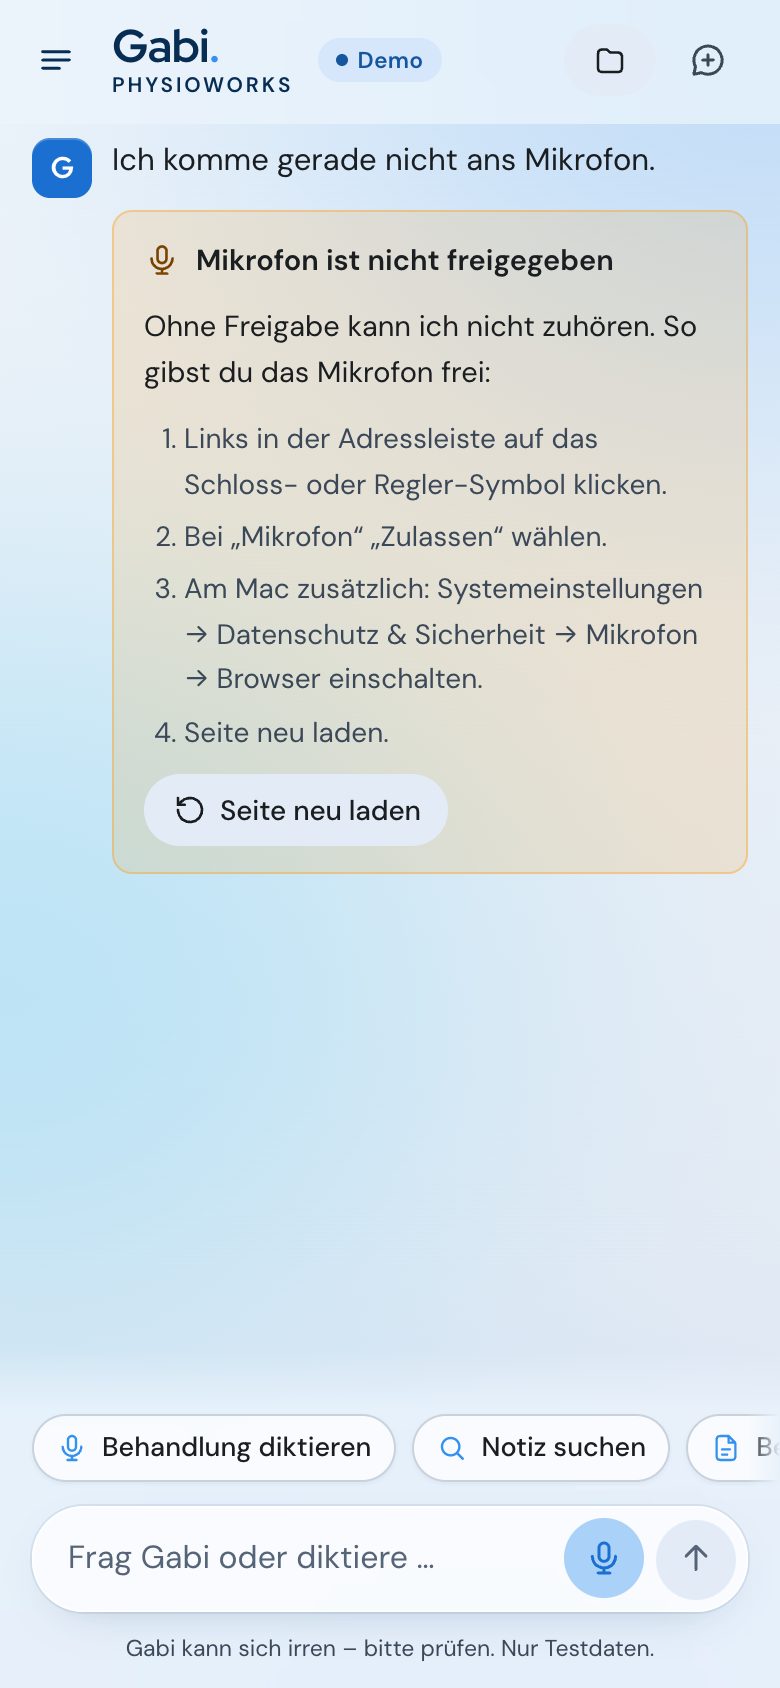 Gabi.
PHYSIOWORKS
Demo
G
Ich komme gerade nicht ans Mikrofon.
Mikrofon ist nicht freigegeben
Ohne Freigabe kann ich nicht zuhören. So
gibst du das Mikrofon frei:
1. Links in der Adressleiste auf das
Schloss- oder Regler-Symbol klicken.
2. Bei „Mikrofon“ „Zulassen“ wählen.
3. Am Mac zusätzlich: Systemeinstellungen
→ Datenschutz & Sicherheit → Mikrofon
→ Browser einschalten.
4. Seite neu laden.
Seite neu laden
Behandlung diktieren
Notiz suchen
Frag Gabi oder diktiere ...
Gabi kann sich irren – bitte prüfen. Nur Testdaten.